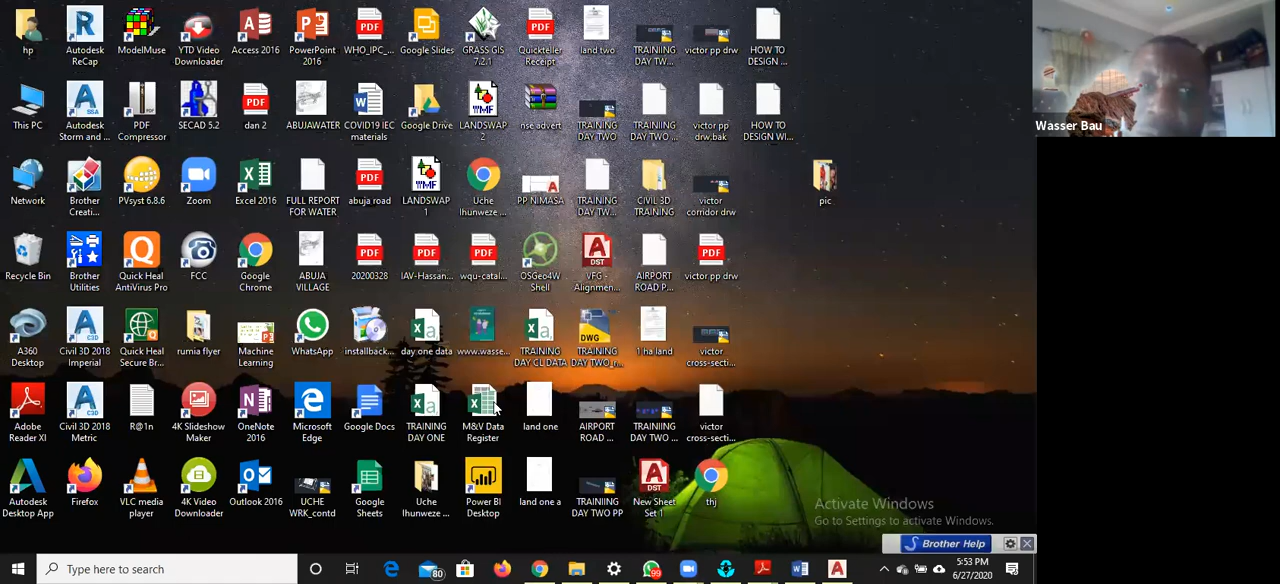 hp
Autodesk
ReCap
ModelMuse
YTD Video
Downloader
Access 2016
PowerPoint
2016
WHO_IPC_...
Google Slides
GRASS GIS
7.2.1
Quickteller
Receipt
land two
TRAINIING
DAY TW...
victor pp drw
HOW TO
DESIGN ...
This PC
Autodesk
Storm and ...
PDF
Compressor
SECAD 5.2
dan 2
ABUJAWATER
COVID19 IEC
materials
Google Drive
LANDSWAP
2
nse advert
TRAINIING
DAY TWO
TRAINIING
DAY TWO ...
victor pp
drw.bak
HOW TO
DESIGN WI...
Network
Brother
Creati...
PVsyst 6.8.6
Zoom
Excel 2016
FULL REPORT
FOR WATER
abuja road
LANDSWAP
1
Uche
Ihunweze ...
PP NIMASA
TRAINIING
DAY TW...
CIVIL 3D
TRAINING
victor
corridor drw
pic
Recycle Bin
Brother
Utilities
Quick Heal
AntiVirus Pro
FCC
Google
Chrome
ABUJA
VILLAGE
20200328
IAV-Hassan...
wqu-catal...
OSGeo4W
Shell
VFG -
Alignmen...
AIRPORT
ROAD P...
victor pp drw
A360
Desktop
Civil 3D 2018
Imperial
Quick Heal
Secure Br...
rumia flyer
Machine
Learning
WhatsApp
installback...
day one data
www.wasse...
TRAINING
DAY CL DATA
TRAINIING
DAY TWO_r...
1 ha land
victor
cross-secti...
Adobe
Reader XI
Civil 3D 2018
Metric
R@1n
4K Slideshow
Maker
OneNote
2016
Microsoft
Edge
Google Docs
TRAINING
DAY ONE
M&V Data
Register
land one
AIRPORT
ROAD ...
TRAINIING
DAY TWO ...
victor
cross-secti...
Autodesk
Desktop App
Firefox
VLC media
player
4K Video
Downloader
Outlook 2016
UCHE
WRK_contd
Google
Sheets
Uche
Ihunweze ...
Power BI
Desktop
land one a
TRAINIING
DAY TWO PP
New Sheet
Set 1
thj
Wasser Bau
Activate Windows
Go to Settings to activate Windows.
Brother Help
Type here to search
80
99
5:53 PM
6/27/2020